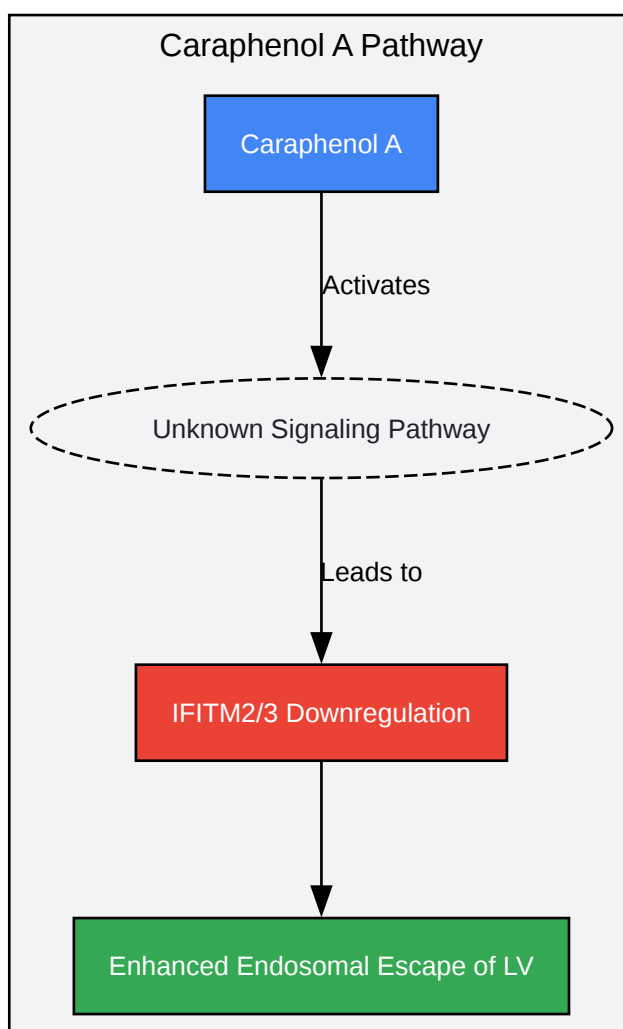 Caraphenol A Pathway
Caraphenol A
Activates
Unknown Signaling Pathway
Leads to
IFITM2/3 Downregulation
Enhanced Endosomal Escape of LV